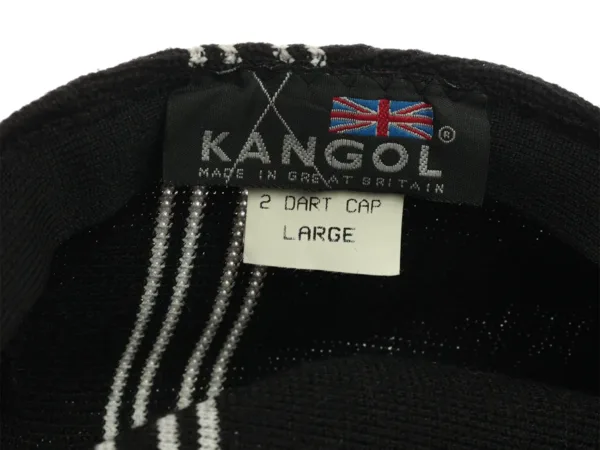 KANGOL®
MADE IN GREAT BRITAIN
2 DART CAP
LARGE